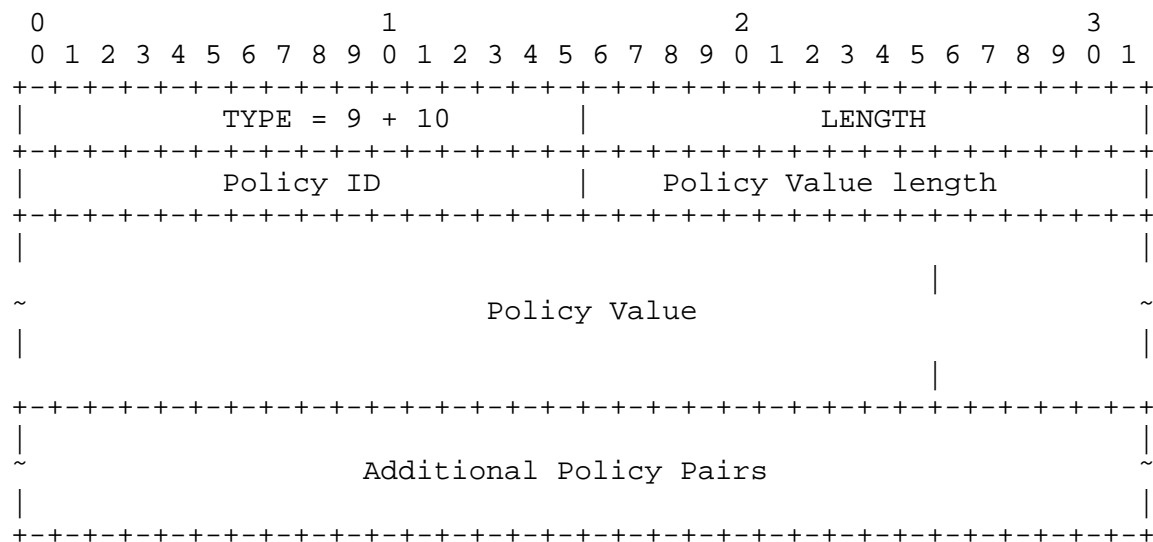 0 1 2 3
0 1 2 3 4 5 6 7 8 9 0 1 2 3 4 5 6 7 8 9 0 1 2 3 4 5 6 7 8 9 0 1
+-+-+-+-+-+-+-+-+-+-+-+-+-+-+-+-+-+-+-+-+-+-+-+-+-+-+-+-+-+-+-+-+
| TYPE = 9 + 10 | LENGTH |
+-+-+-+-+-+-+-+-+-+-+-+-+-+-+-+-+-+-+-+-+-+-+-+-+-+-+-+-+-+-+-+-+
| Policy ID | Policy Value length |
+-+-+-+-+-+-+-+-+-+-+-+-+-+-+-+-+-+-+-+-+-+-+-+-+-+-+-+-+-+-+-+-+
| |
|
~ Policy Value ~
| |
|
+-+-+-+-+-+-+-+-+-+-+-+-+-+-+-+-+-+-+-+-+-+-+-+-+-+-+-+-+-+-+-+-+
| |
~ Additional Policy Pairs ~
| |
+-+-+-+-+-+-+-+-+-+-+-+-+-+-+-+-+-+-+-+-+-+-+-+-+-+-+-+-+-+-+-+-+